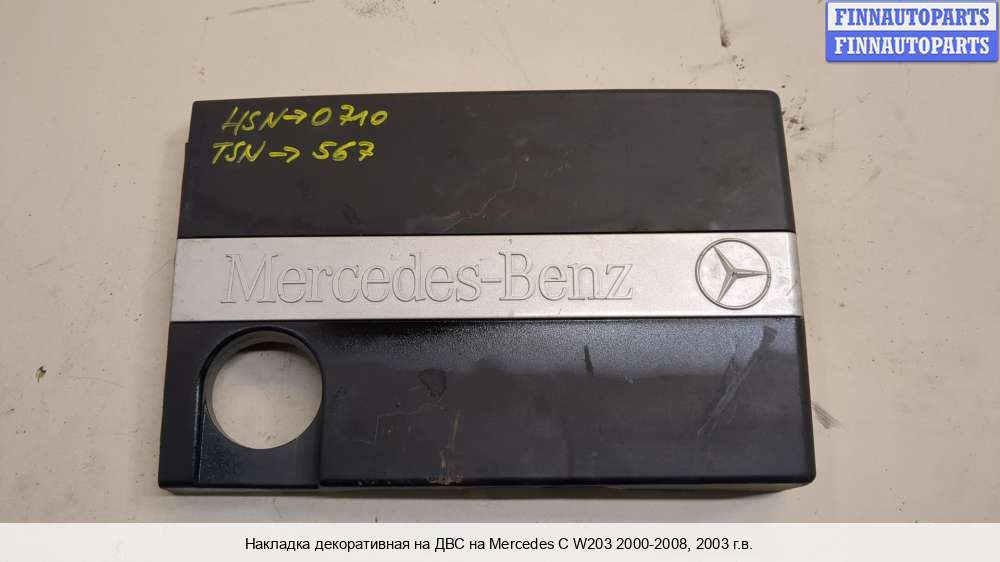 FINNAUTOPARTS
FINNAUTOPARTS
HSN→0710
TSN→567
Mercedes-Benz
Накладка декоративная на ДВС на Mercedes C W203 2000-2008, 2003 г.в.